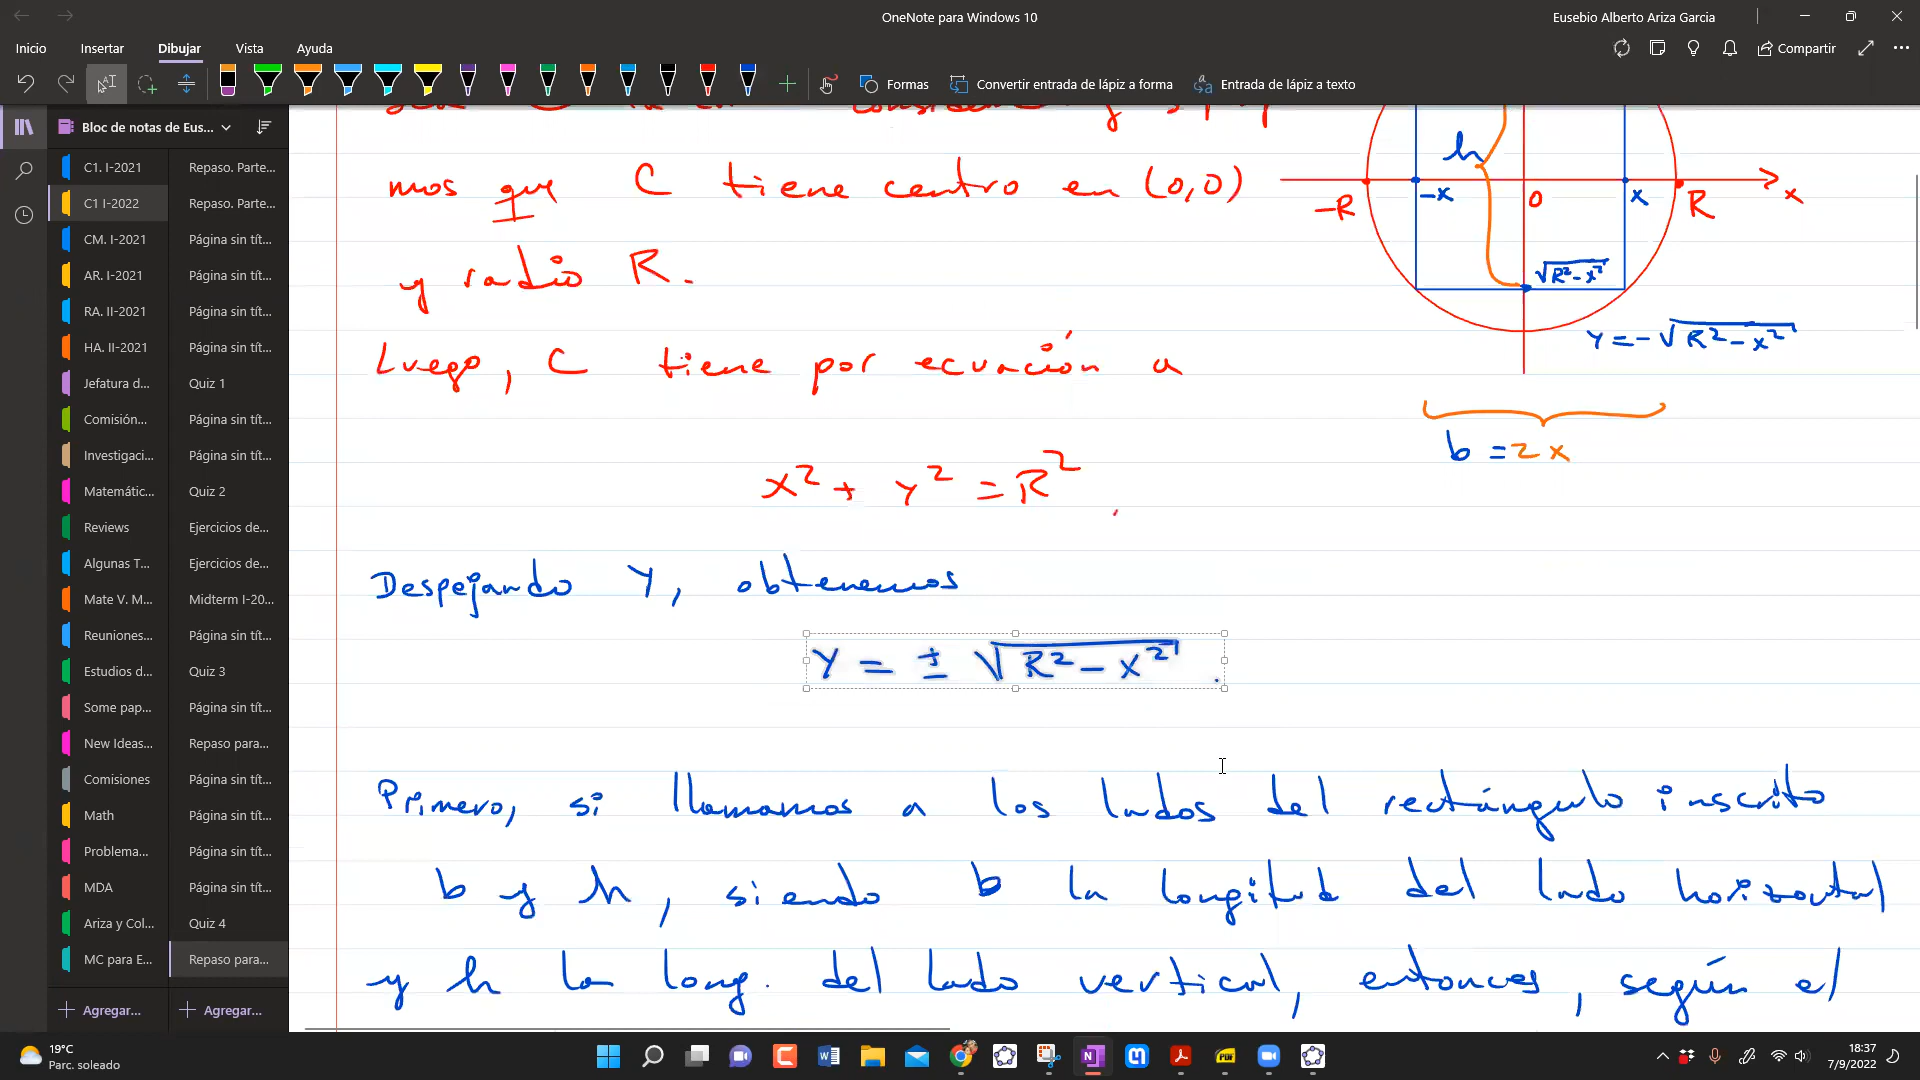 OneNote para Windows 10
Eusebio Alberto Ariza Garcia
Inicio Insertar Dibujar Vista Ayuda
Compartir
Formas Convertir entrada de lápiz a forma Entrada de lápiz a texto
Bloc de notas de Eus...
C1. I-2021 Repaso. Parte...
C1 I-2022 Repaso. Parte...
CM. I-2021 Página sin tít...
AR. I-2021 Página sin tít...
RA. II-2021 Página sin tít...
HA. II-2021 Página sin tít...
Jefatura d... Quiz 1
Comisión... Página sin tít...
Investigaci... Página sin tít...
Matemátic... Quiz 2
Reviews Ejercicios de...
Algunas T... Ejercicios de...
Mate V. M... Midterm I-20...
Reuniones... Página sin tít...
Estudios d... Quiz 3
Some pap... Página sin tít...
New Ideas... Repaso para...
Comisiones Página sin tít...
Math Página sin tít...
Problema... Página sin tít...
MDA Página sin tít...
Ariza y Col... Quiz 4
MC para E... Repaso para...
Agregar... Agregar...
mos que C tiene centro en (0,0)
y radio R.
Luego, C tiene por ecuación a
x² + y² = R².
Despejando Y, obtenemos
Y = ± √(R² - x²).
Primero, si llamamos a los lados del rectángulo inscrito
b y h, siendo b la longitud del lado horizontal
y h la long. del lado vertical, entonces, según el
h
-R -x 0 x R x
√(R² - x²)
Y = -√(R² - x²)
b = 2x
19°C
Parc. soleado
18:37
7/9/2022